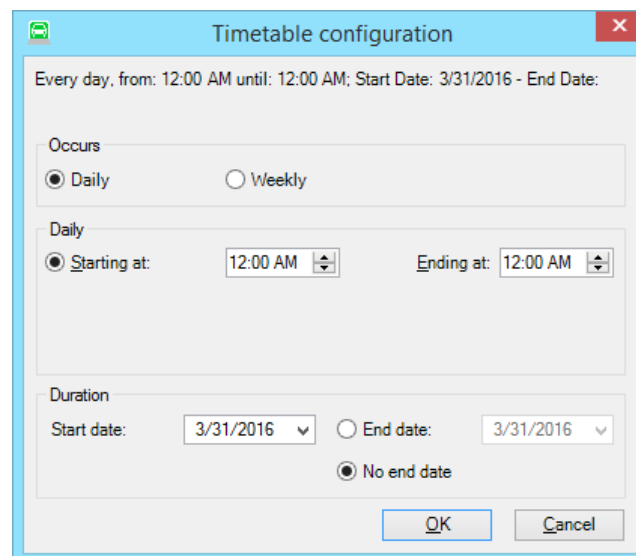 Timetable configuration
Every day, from: 12:00 AM until: 12:00 AM; Start Date: 3/31/2016 - End Date:
Occurs
Daily Weekly
Daily
Starting at: 12:00 AM Ending at: 12:00 AM
Duration
Start date: 3/31/2016 End date: 3/31/2016
No end date
OK Cancel